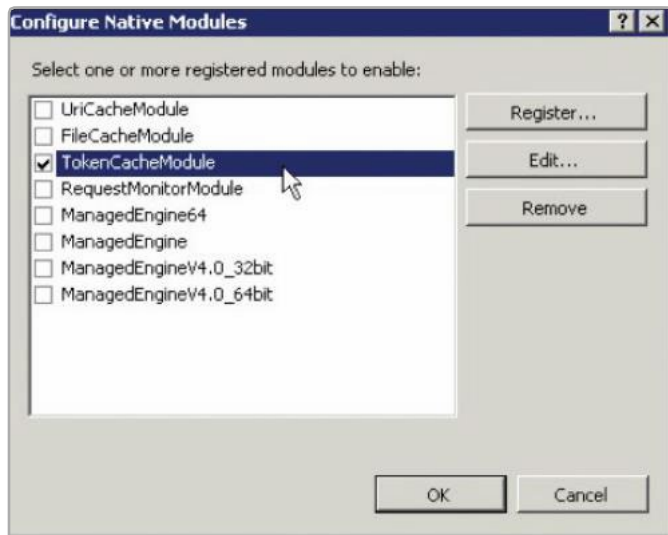 Configure Native Modules
Select one or more registered modules to enable:
UriCacheModule
FileCacheModule
TokenCacheModule
RequestMonitorModule
ManagedEngine64
ManagedEngine
ManagedEngineV4.0_32bit
ManagedEngineV4.0_64bit
Register...
Edit...
Remove
OK
Cancel